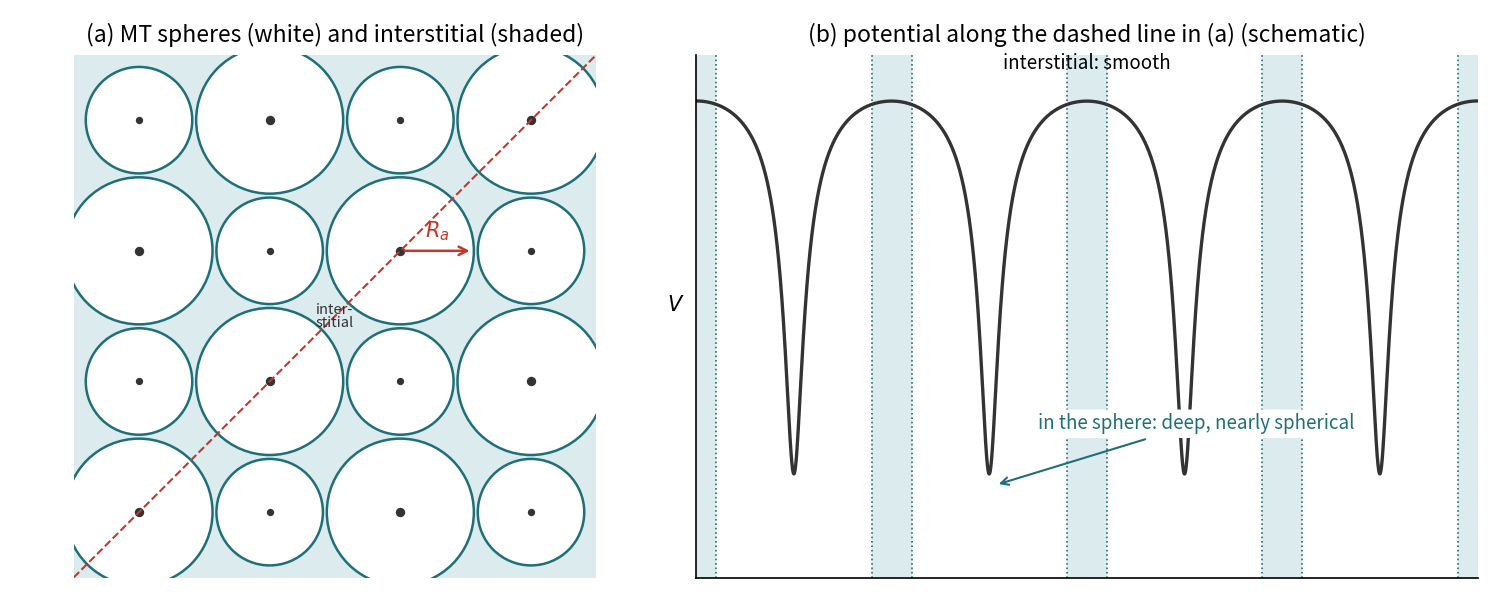 (a) MT spheres (white) and interstitial (shaded)
R_a
inter-
stitial
(b) potential along the dashed line in (a) (schematic)
interstitial: smooth
V
in the sphere: deep, nearly spherical